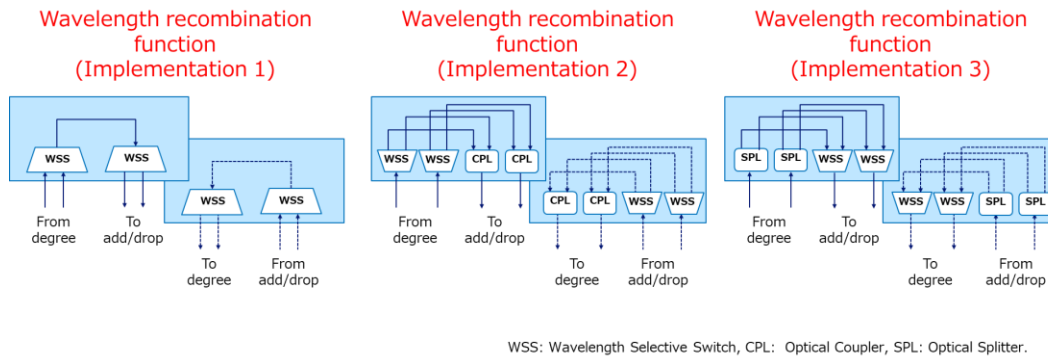 Wavelength recombination
function
(Implementation 1)
WSS
WSS
From
degree
To
add/drop
WSS
WSS
To
degree
From
add/drop
Wavelength recombination
function
(Implementation 2)
WSS
WSS
CPL
CPL
From
degree
To
add/drop
CPL
CPL
WSS
WSS
To
degree
From
add/drop
Wavelength recombination
function
(Implementation 3)
SPL
SPL
WSS
WSS
From
degree
To
add/drop
WSS
WSS
SPL
SPL
To
degree
From
add/drop
WSS: Wavelength Selective Switch, CPL: Optical Coupler, SPL: Optical Splitter.